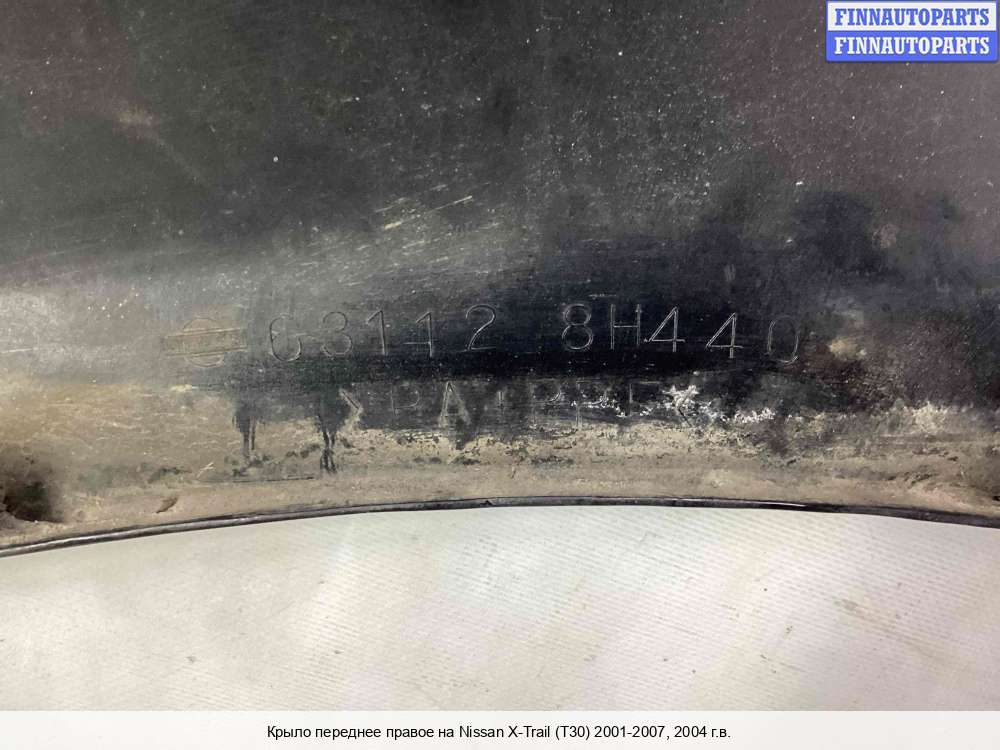 FINNAUTOPARTS
FINNAUTOPARTS
63112 8H440
Крыло переднее правое на Nissan X-Trail (T30) 2001-2007, 2004 г.в.